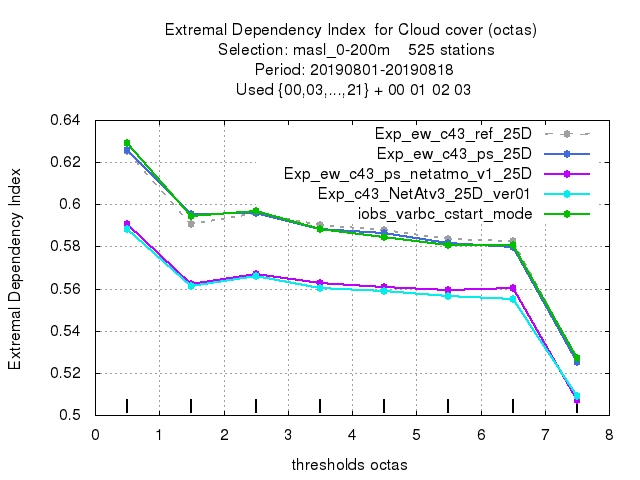 Extremal Dependency Index  for Cloud cover (octas)
Selection: masl_0-200m    525 stations
Period: 20190801-20190818
Used {00,03,...,21} + 00 01 02 03
Extremal Dependency Index
0.64
0.62
0.6
0.58
0.56
0.54
0.52
0.5
Exp_ew_c43_ref_25D
Exp_ew_c43_ps_25D
Exp_ew_c43_ps_netatmo_v1_25D
Exp_c43_NetAtv3_25D_ver01
iobs_varbc_cstart_mode
0 1 2 3 4 5 6 7 8
thresholds octas